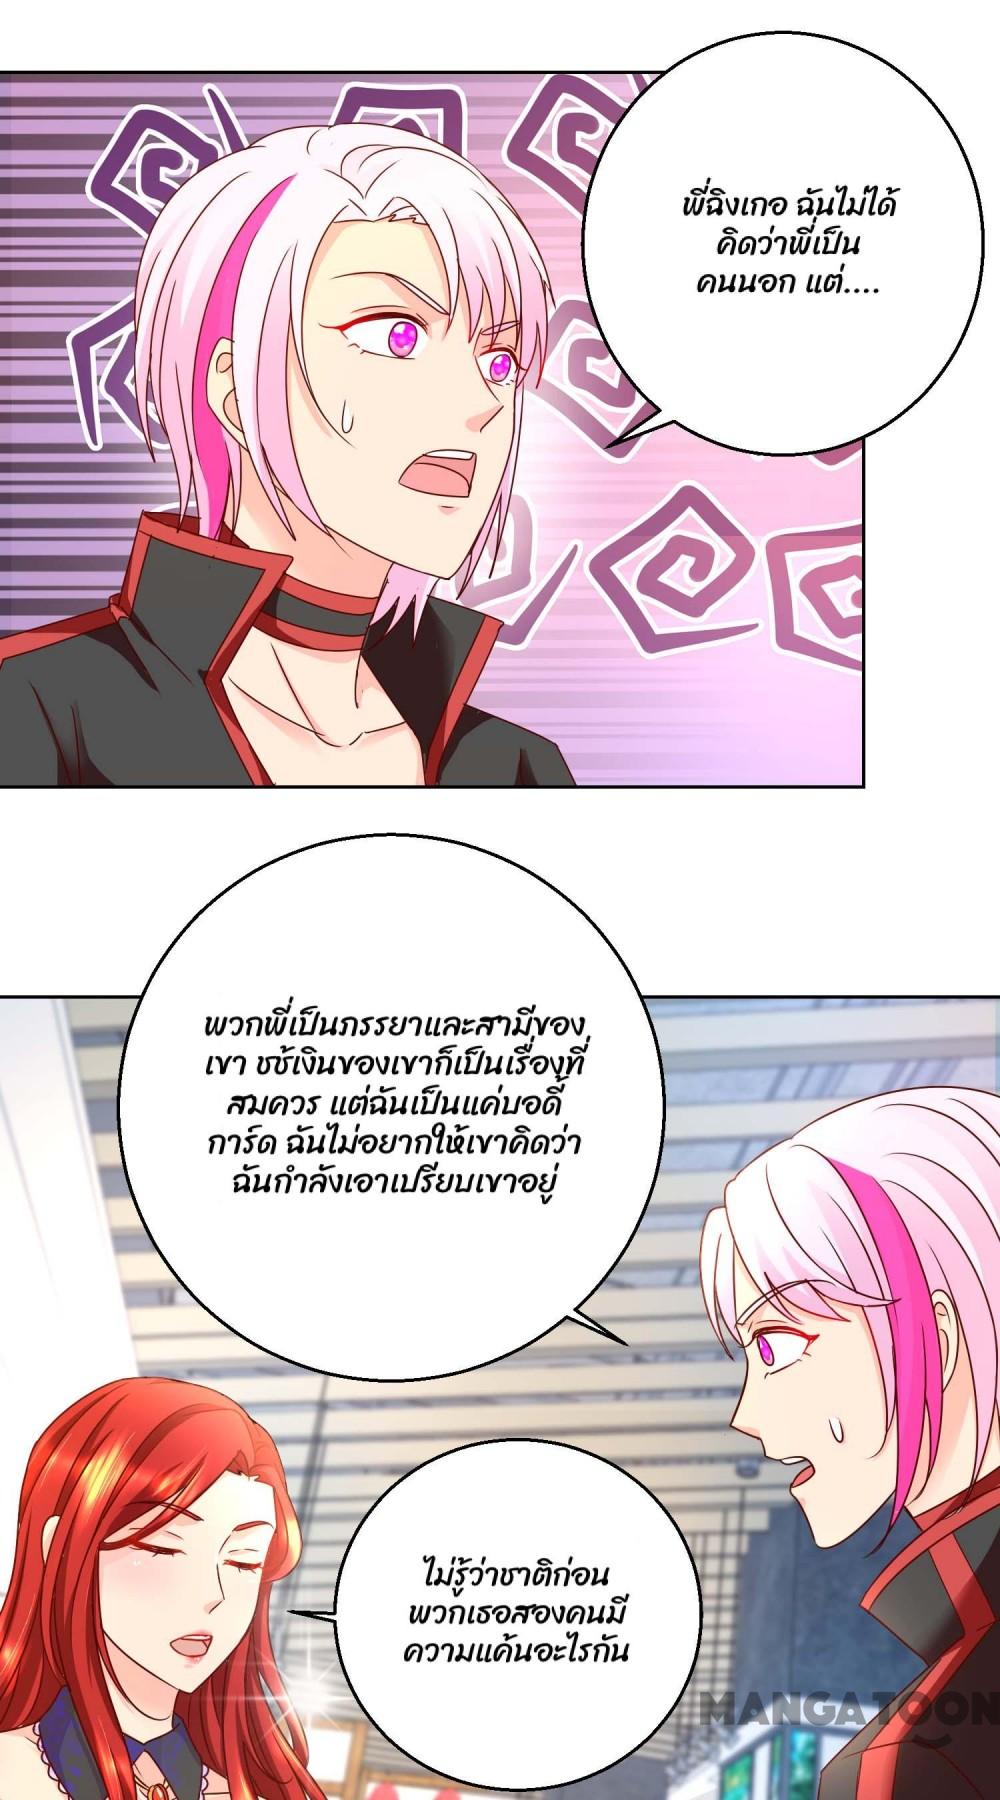 พี่ฉิงเกอ ฉันไม่ได้
คิดว่าพี่เป็น
คนนอก แต่....
พวกพี่เป็นภรรยาและสามีของ
เขา ชช้เงินของเขาก็เป็นเรื่องที่
สมควร แต่ฉันเป็นแค่บอดี้
การ์ด ฉันไม่อยากให้เขาคิดว่า
ฉันกำลังเอาเปรียบเขาอยู่
ไม่รู้ว่าชาติก่อน
พวกเธอสองคนมี
ความแค้นอะไรกัน
MANGATOON